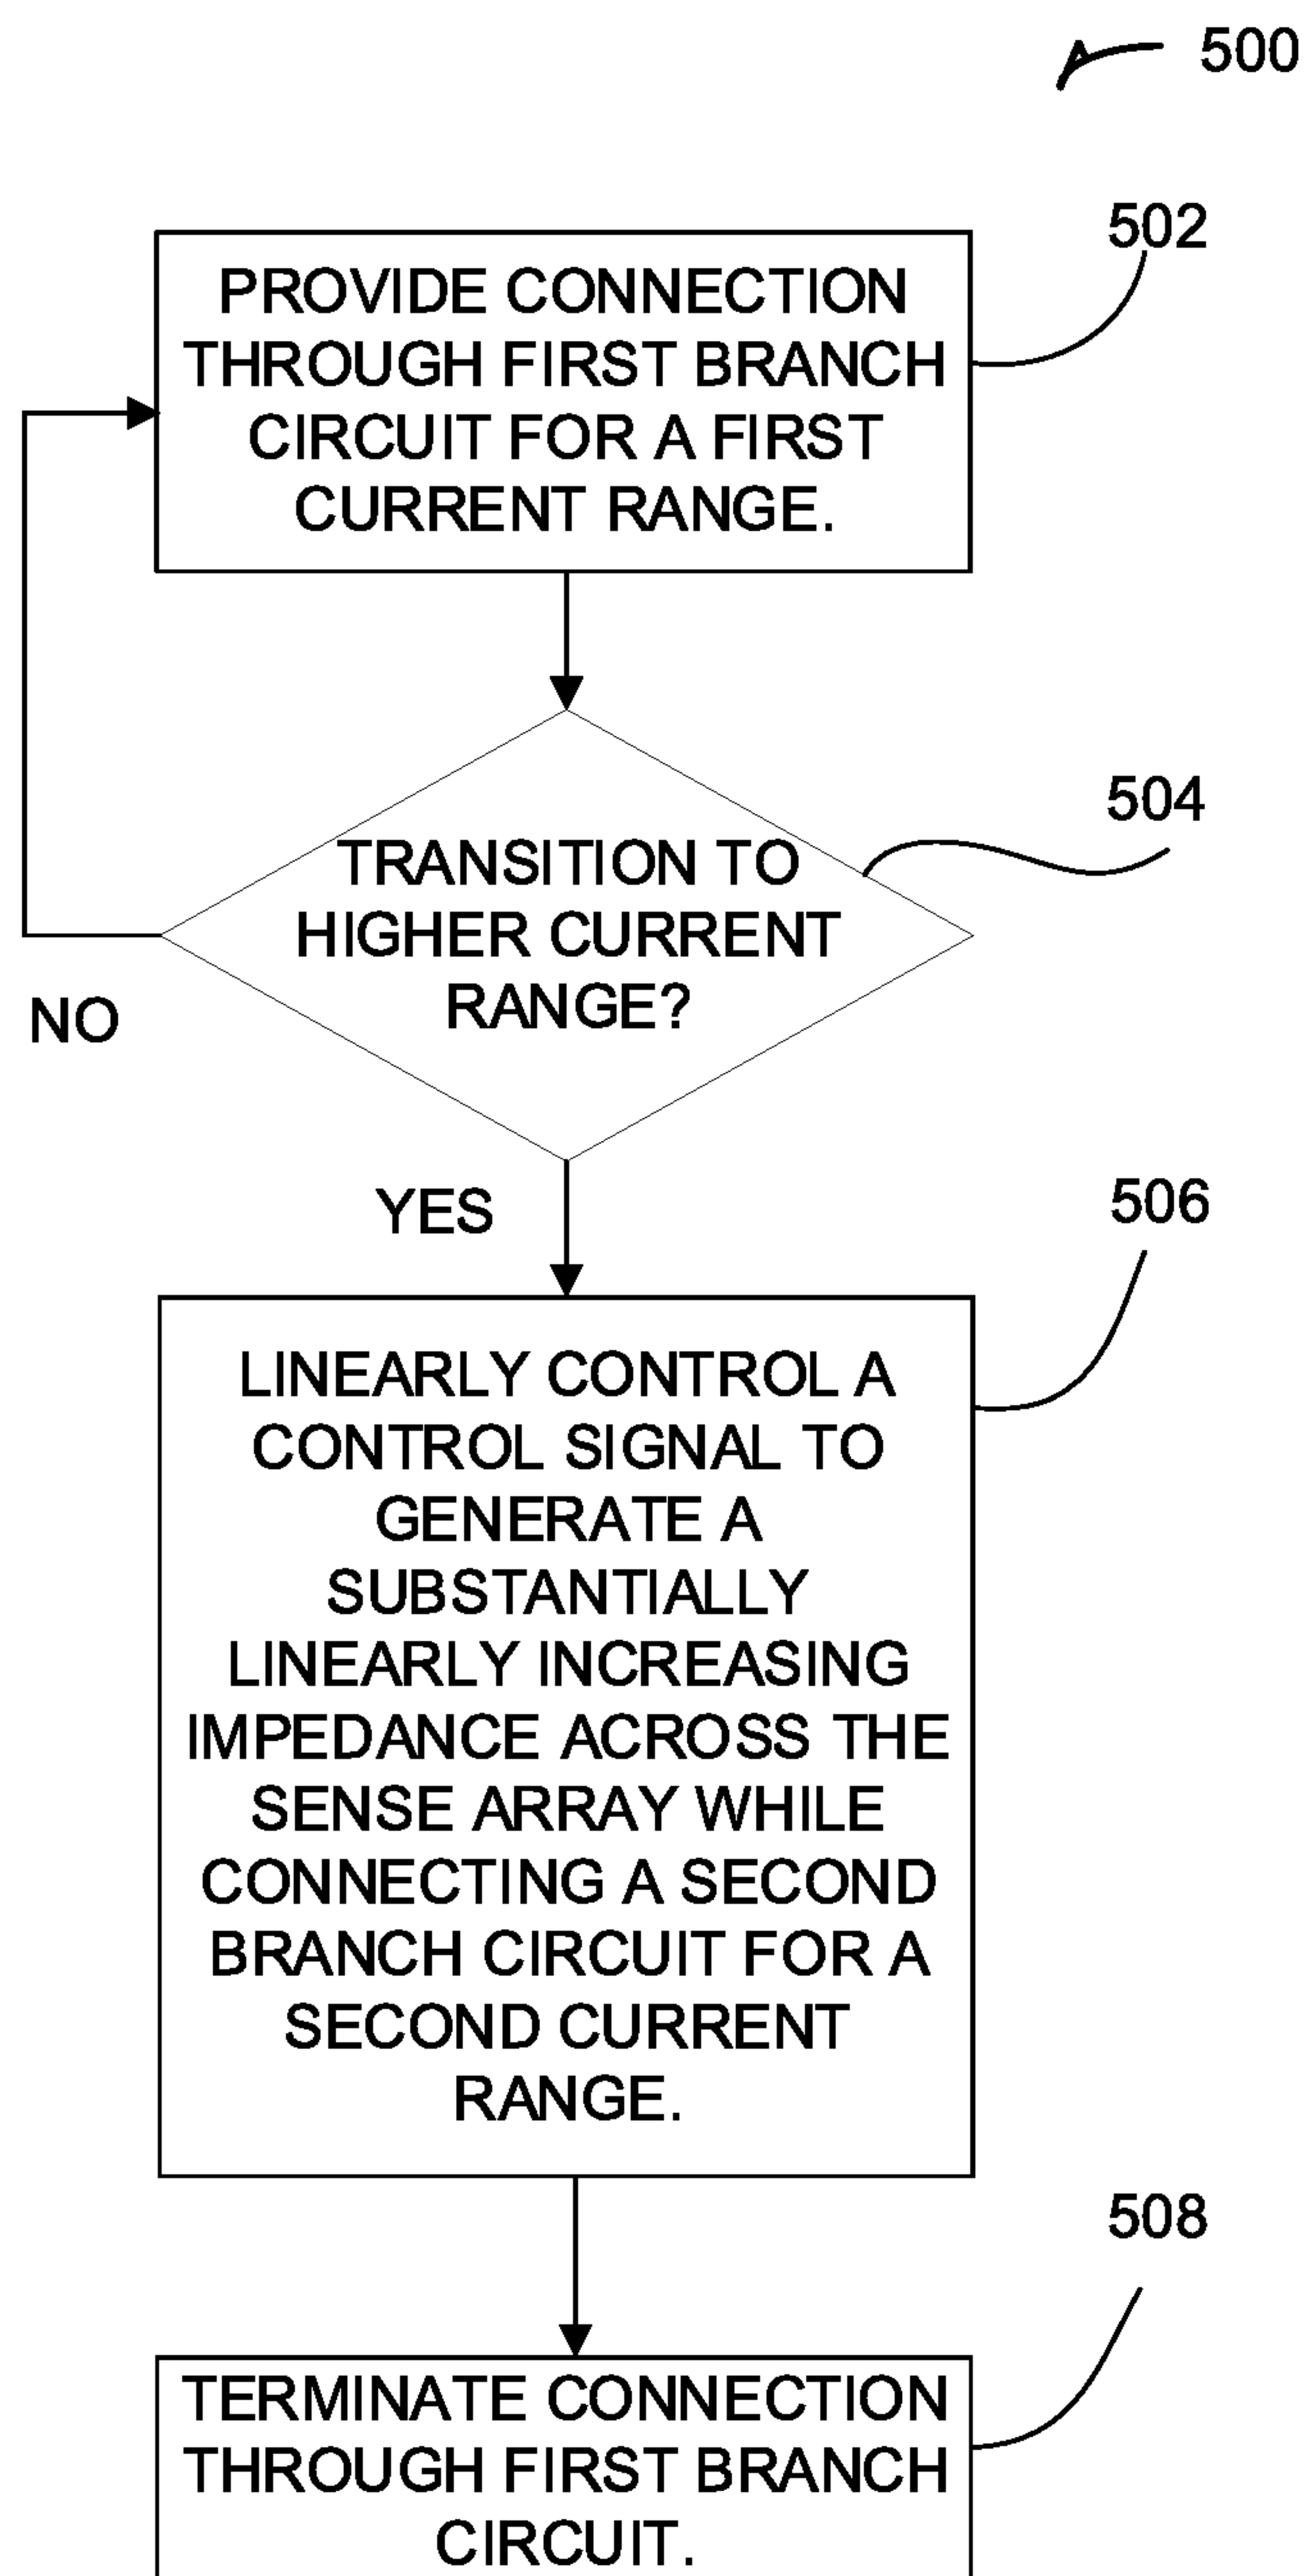 500
502
PROVIDE CONNECTION
THROUGH FIRST BRANCH
CIRCUIT FOR A FIRST
CURRENT RANGE.
504
TRANSITION TO
HIGHER CURRENT
RANGE?
NO
YES
506
LINEARLY CONTROL A
CONTROL SIGNAL TO
GENERATE A
SUBSTANTIALLY
LINEARLY INCREASING
IMPEDANCE ACROSS THE
SENSE ARRAY WHILE
CONNECTING A SECOND
BRANCH CIRCUIT FOR A
SECOND CURRENT
RANGE.
508
TERMINATE CONNECTION
THROUGH FIRST BRANCH
CIRCUIT.